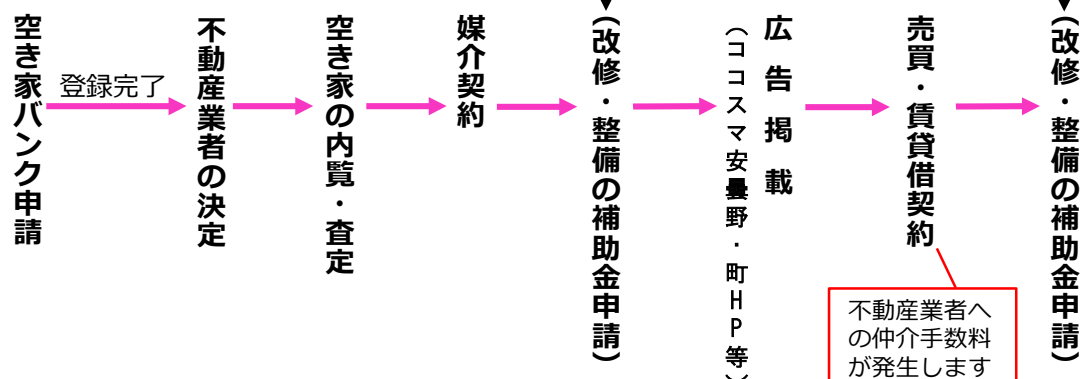 空き家バンク申請
登録完了
不動産業者の決定
空き家の内覧・査定
媒介契約
(改修・整備の補助金申請)
広告掲載
(ココスマ安曇野・町HP等)
売買・賃貸借契約
不動産業者へ
の仲介手数料
が発生します
(改修・整備の補助金申請)